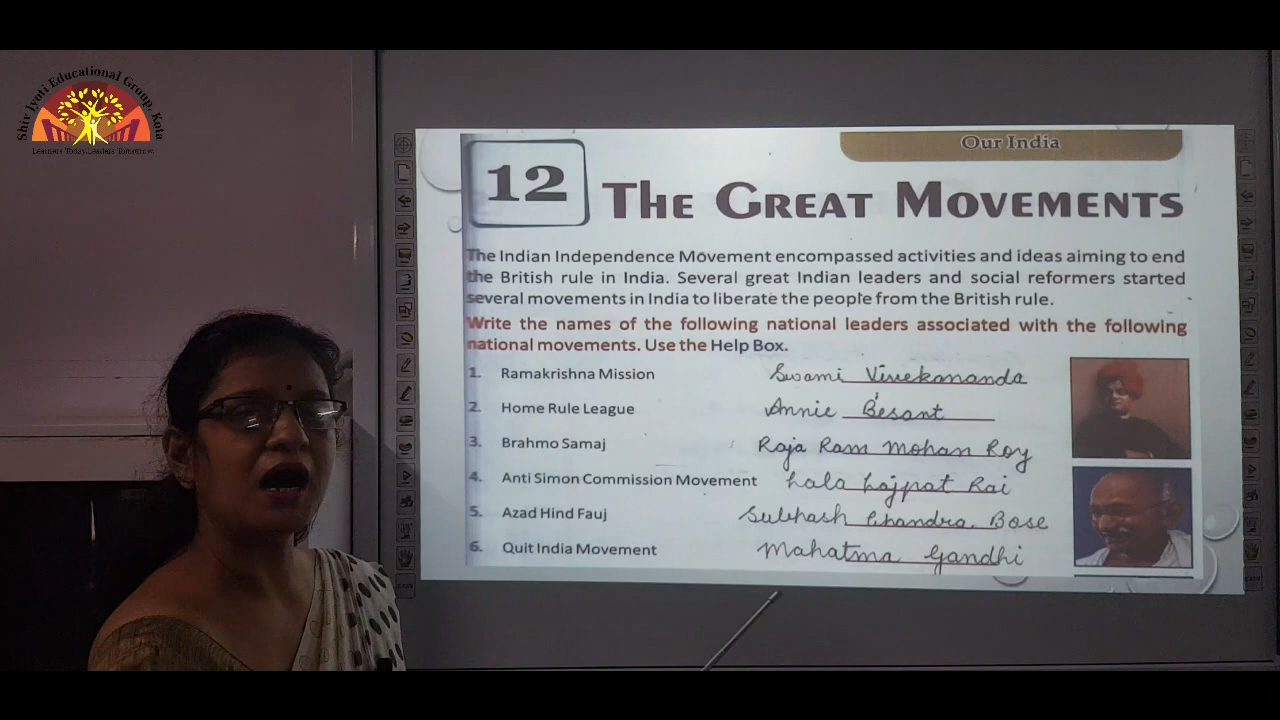 Shiv Jyoti Educational Group, Kota
Learners Today.Leaders Tomorrow.
Our India
12 The Great Movements
The Indian Independence Movement encompassed activities and ideas aiming to end
the British rule in India. Several great Indian leaders and social reformers started
several movements in India to liberate the people from the British rule.
Write the names of the following national leaders associated with the following
national movements. Use the Help Box.
1. Ramakrishna Mission Swami Vivekananda
2. Home Rule League Annie Besant
3. Brahmo Samaj Raja Ram Mohan Roy
4. Anti Simon Commission Movement Lala Lajpat Rai
5. Azad Hind Fauj Subhash Chandra Bose
6. Quit India Movement Mahatma Gandhi